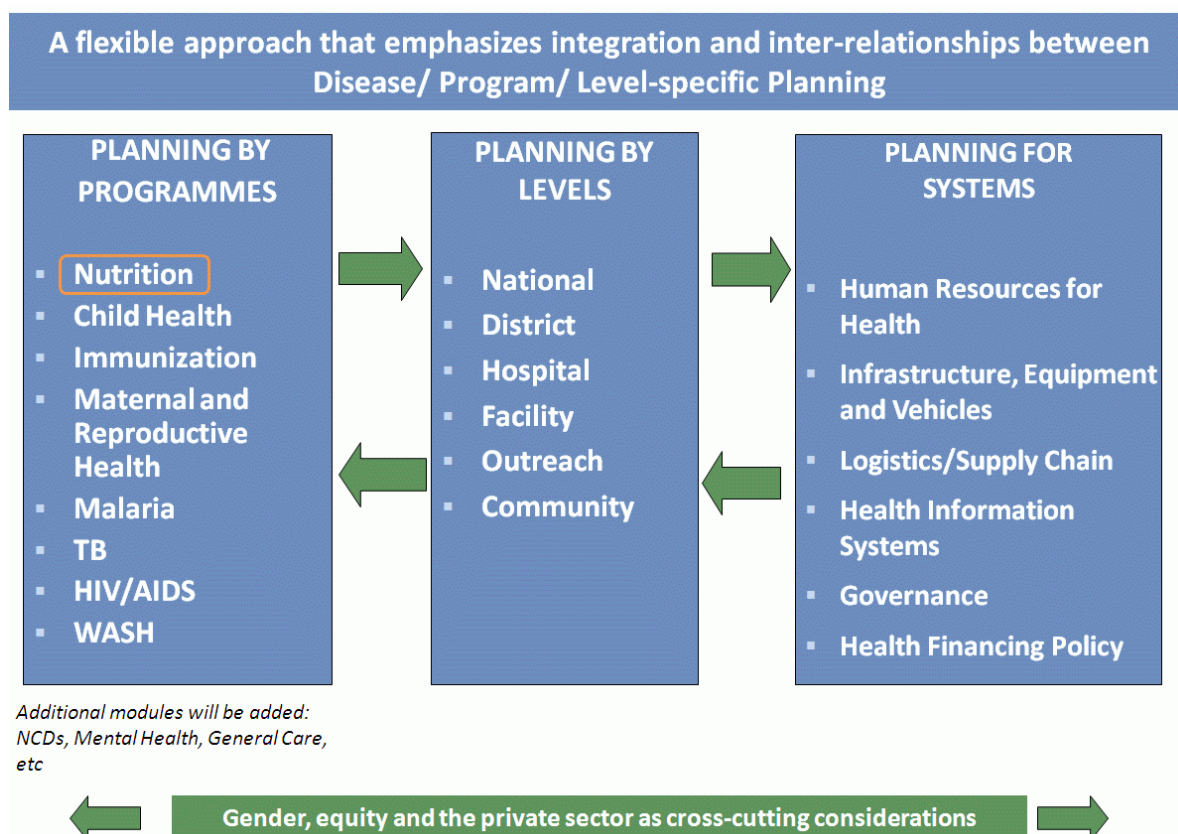 A flexible approach that emphasizes integration and inter-relationships between
Disease/ Program/ Level-specific Planning
PLANNING BY
PROGRAMMES
Nutrition
Child Health
Immunization
Maternal and
Reproductive
Health
Malaria
TB
HIV/AIDS
WASH
Additional modules will be added:
NCDs, Mental Health, General Care,
etc
PLANNING BY
LEVELS
National
District
Hospital
Facility
Outreach
Community
PLANNING FOR
SYSTEMS
Human Resources for
Health
Infrastructure, Equipment
and Vehicles
Logistics/Supply Chain
Health Information
Systems
Governance
Health Financing Policy
Gender, equity and the private sector as cross-cutting considerations